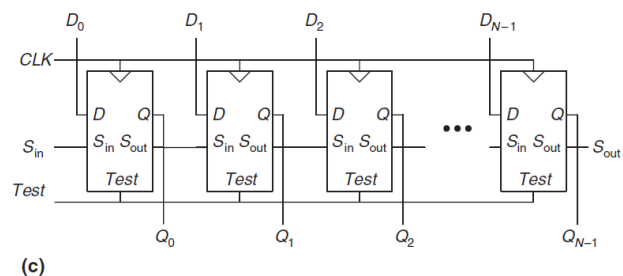 D0 D1 D2 DN−1
CLK
D Q D Q D Q D Q
Sin Sin Sout Sin Sout Sin Sout ••• Sin Sout Sout
Test Test Test Test Test
Q0 Q1 Q2 QN−1
(c)